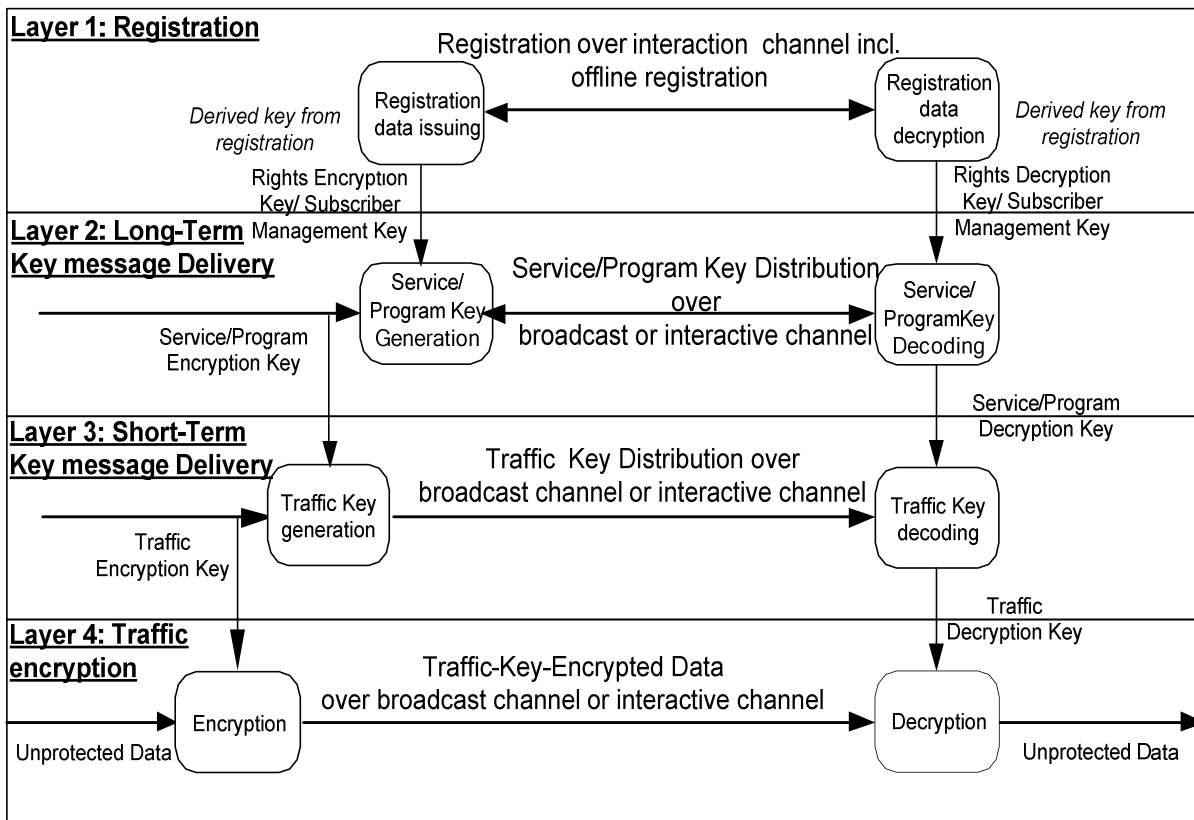 Layer 1: Registration
Registration over interaction channel incl.
offline registration
Registration
data issuing
Registration
data
decryption
Derived key from
registration
Derived key from
registration
Rights Encryption
Key/ Subscriber
Management Key
Rights Decryption
Key/ Subscriber
Management Key
Layer 2: Long-Term
Key message Delivery
Service/
Program Key
Generation
Service/Program Key Distribution
over
broadcast or interactive channel
Service/
ProgramKey
Decoding
Service/Program
Encryption Key
Service/Program
Decryption Key
Layer 3: Short-Term
Key message Delivery
Traffic Key
generation
Traffic Key Distribution over
broadcast channel or interactive channel
Traffic Key
decoding
Traffic
Encryption Key
Traffic
Decryption Key
Layer 4: Traffic
encryption
Encryption
Traffic-Key-Encrypted Data
over broadcast channel or interactive channel
Decryption
Unprotected Data
Unprotected Data